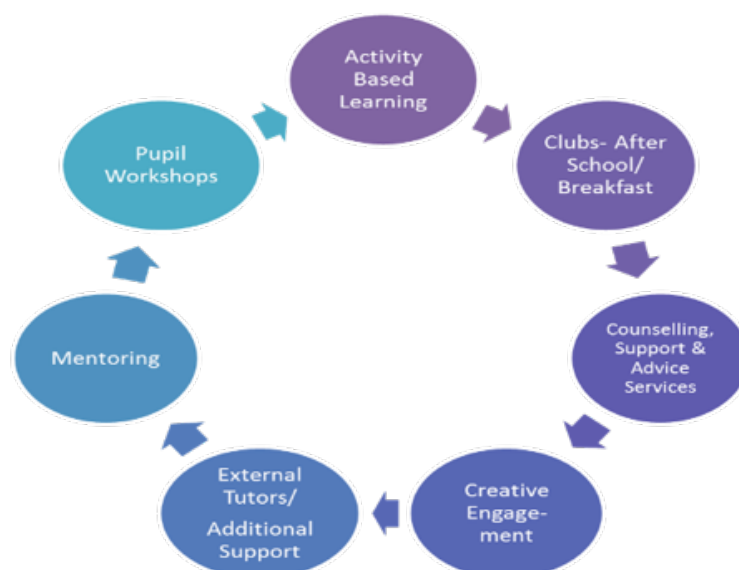 Activity
Based
Learning
Clubs- After
School/
Breakfast
Counselling,
Support &
Advice
Services
Creative
Engage-
ment
External
Tutors/
Additional
Support
Mentoring
Pupil
Workshops